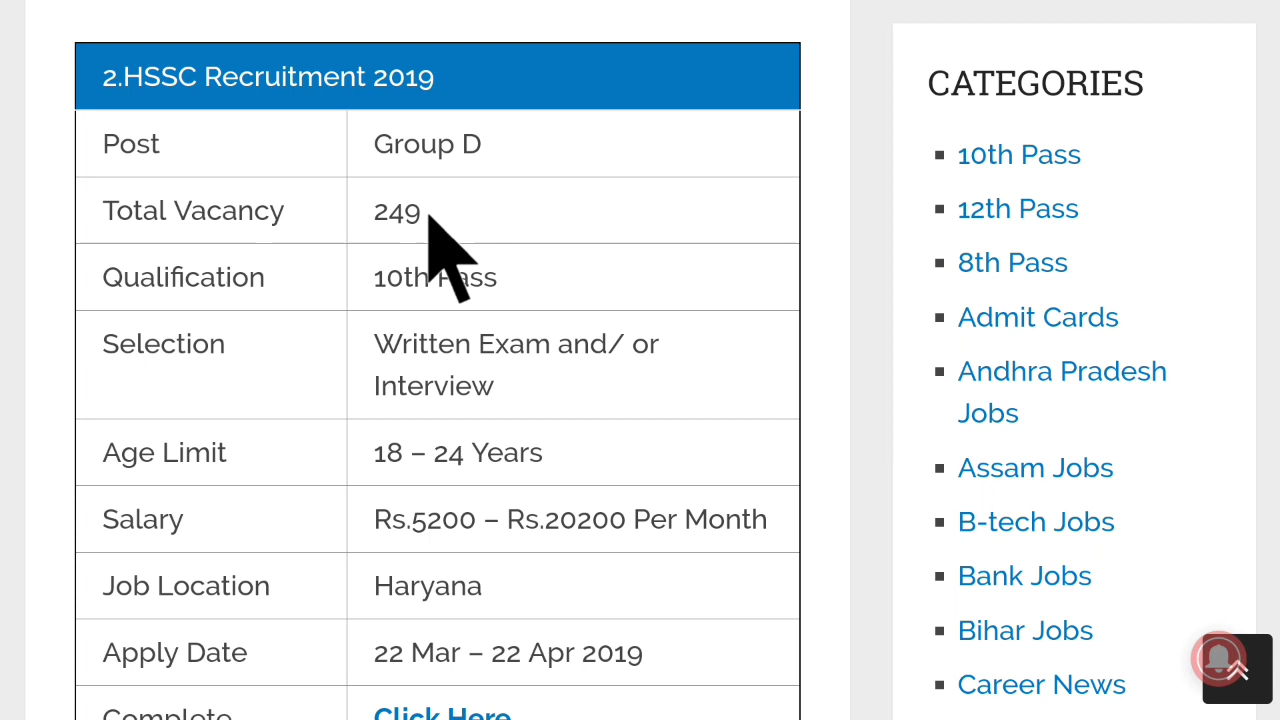 2.HSSC Recruitment 2019
Post Group D
Total Vacancy 249
Qualification 10th Pass
Selection Written Exam and/ or
Interview
Age Limit 18 – 24 Years
Salary Rs.5200 – Rs.20200 Per Month
Job Location Haryana
Apply Date 22 Mar – 22 Apr 2019
Complete Click Here
CATEGORIES
10th Pass
12th Pass
8th Pass
Admit Cards
Andhra Pradesh
Jobs
Assam Jobs
B-tech Jobs
Bank Jobs
Bihar Jobs
Career News